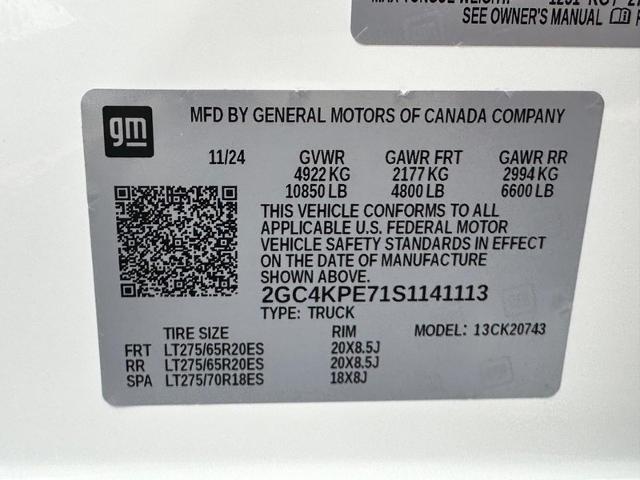 SEE OWNER'S MANUAL
gm
MFD BY GENERAL MOTORS OF CANADA COMPANY
11/24 GVWR GAWR FRT GAWR RR
4922 KG 2177 KG 2994 KG
10850 LB 4800 LB 6600 LB
THIS VEHICLE CONFORMS TO ALL
APPLICABLE U.S. FEDERAL MOTOR
VEHICLE SAFETY STANDARDS IN EFFECT
ON THE DATE OF MANUFACTURE
SHOWN ABOVE.
2GC4KPE71S1141113
TYPE: TRUCK MODEL: 13CK20743
TIRE SIZE RIM
FRT LT275/65R20ES 20X8.5J
RR LT275/65R20ES 20X8.5J
SPA LT275/70R18ES 18X8J